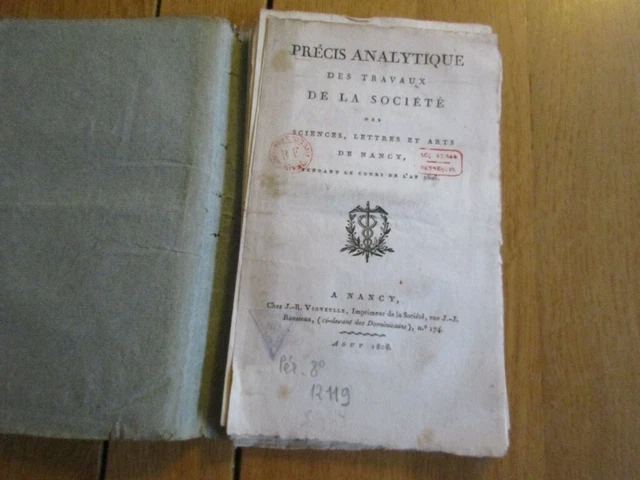 PRÉCIS ANALYTIQUE
DES TRAVAUX
DE LA SOCIÉTÉ
DES
SCIENCES, LETTRES ET ARTS
DE NANCY,
PENDANT LE COURS DE L'AN
A NANCY,
Chez J.-R. VIGNEULLE, Imprimeur de la Société, rue J.-J.
Rousseau, (ci-devant des Dominicains), n.º 174.
AOUT 1808.
Pér. 8º
12119